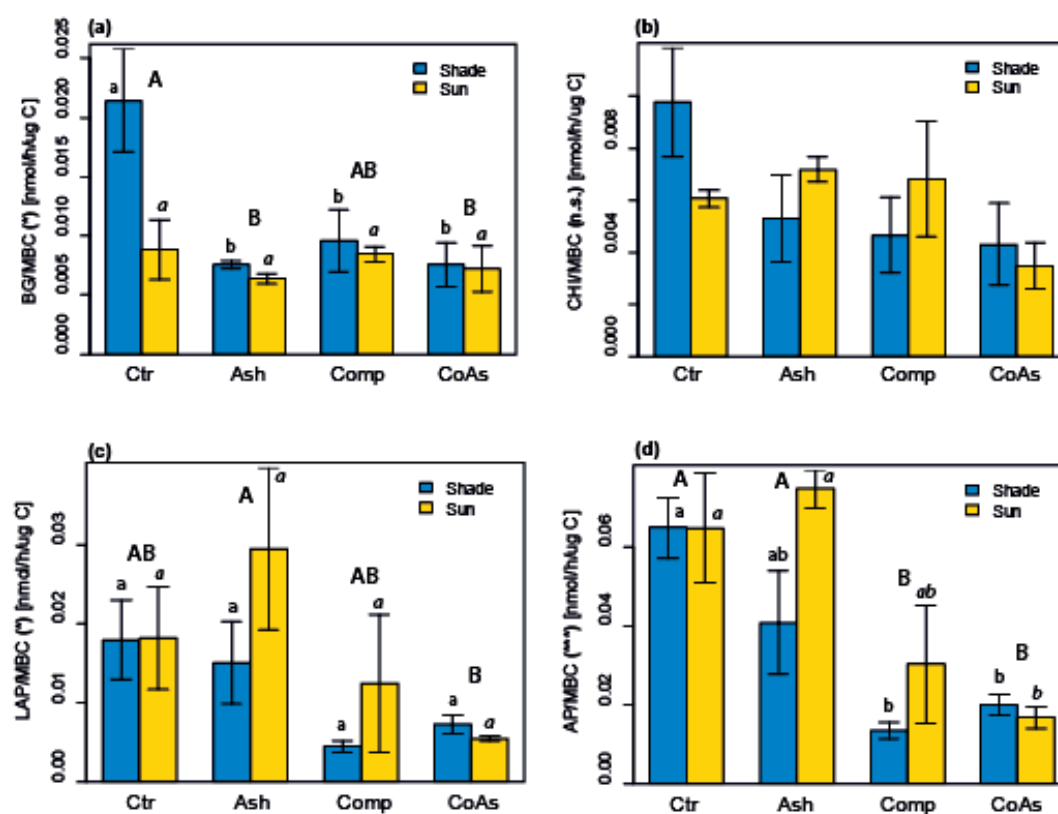 (a)
BG/MBC (*) [nmol/h/ug C]
0.025
0.020
0.015
0.010
0.005
0.000
Shade
Sun
a A
a
b B a
b AB a
b B a
Ctr Ash Comp CoAs
(b)
CHI/MBC (n.s.) [nmol/h/ug C]
0.008
0.004
0.000
Shade
Sun
Ctr Ash Comp CoAs
(c)
LAP/MBC (*) [nmol/h/ug C]
0.03
0.02
0.01
0.00
Shade
Sun
a AB a
a A a
a AB a
a B a
Ctr Ash Comp CoAs
(d)
AP/MBC (***) [nmol/h/ug C]
0.06
0.04
0.02
0.00
Shade
Sun
a A a
ab A a
b B ab
b B b
Ctr Ash Comp CoAs